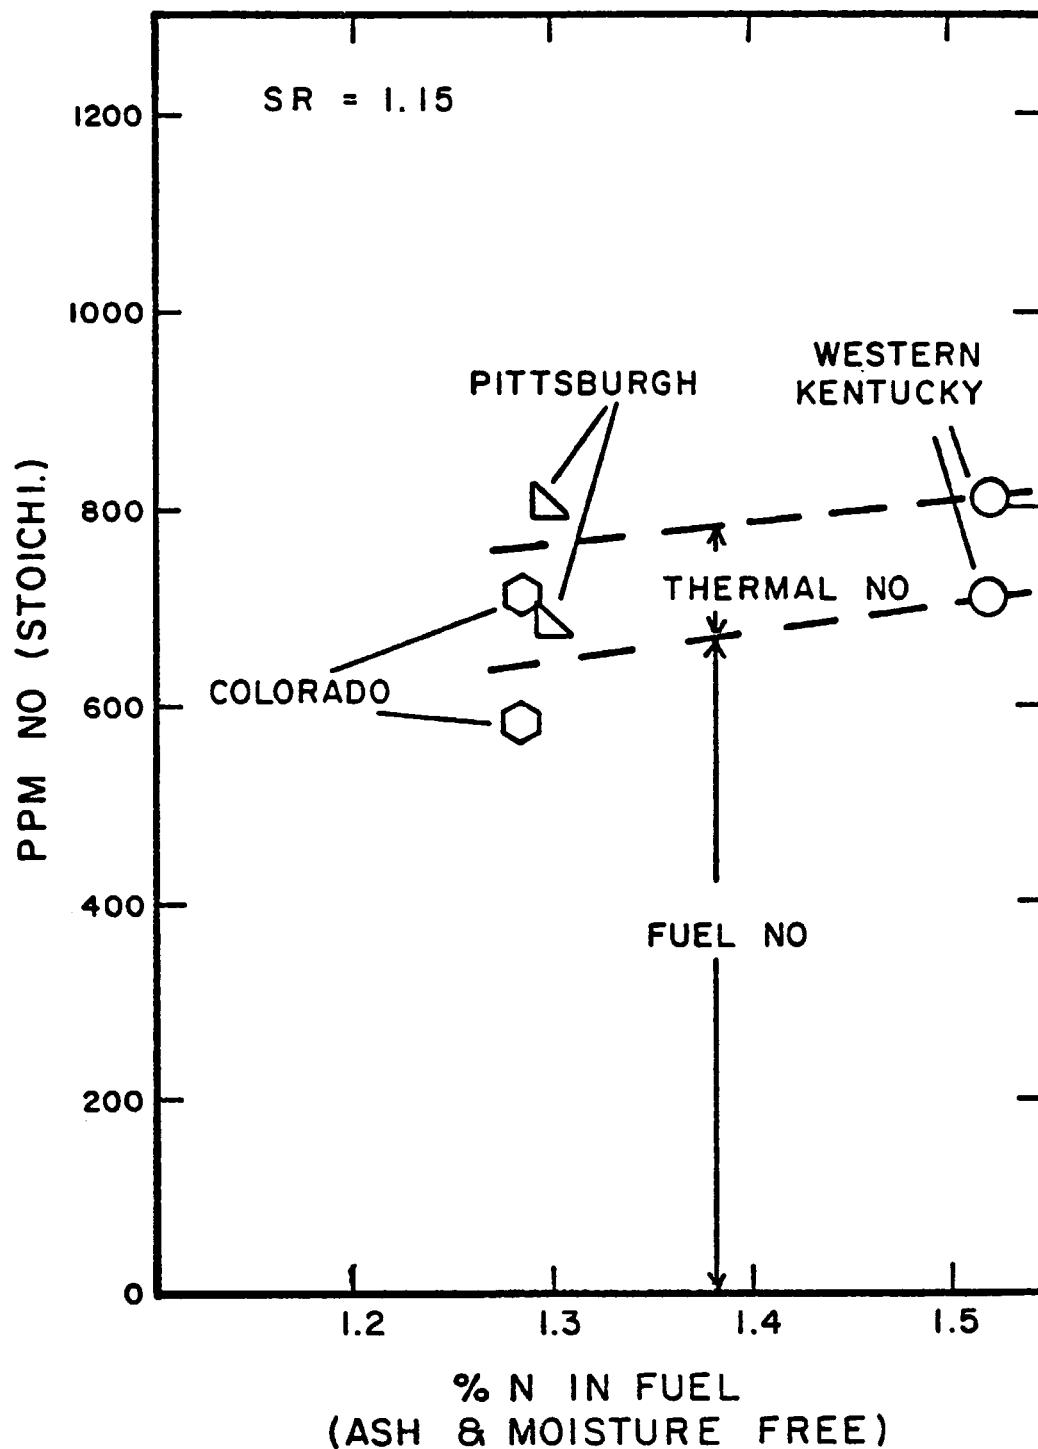 SR = 1.15
1200
1000
800
600
400
200
0
PPM NO (STOICHI.)
PITTSBURGH
WESTERN
KENTUCKY
THERMAL NO
COLORADO
FUEL NO
1.2 1.3 1.4 1.5
% N IN FUEL
(ASH & MOISTURE FREE)